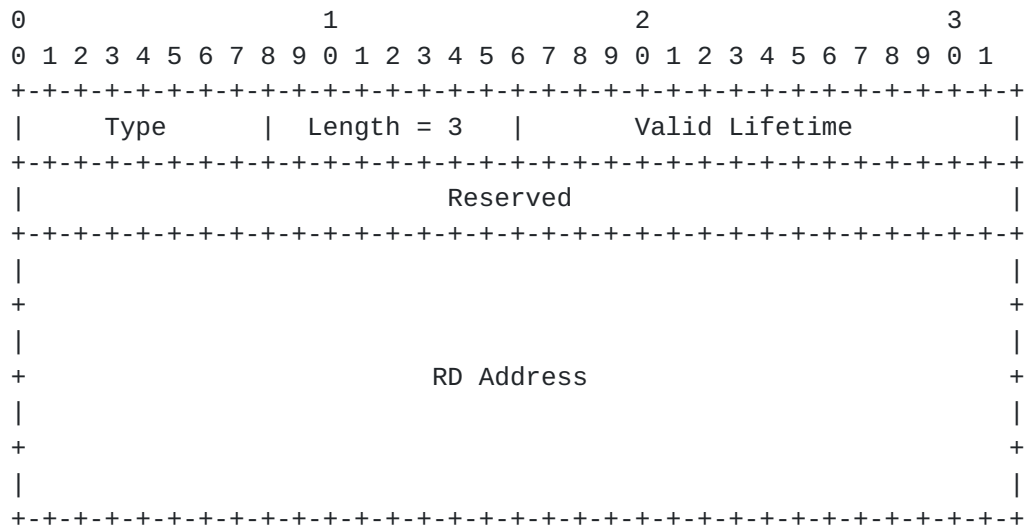 0                   1                   2                   3
0 1 2 3 4 5 6 7 8 9 0 1 2 3 4 5 6 7 8 9 0 1 2 3 4 5 6 7 8 9 0 1
+-+-+-+-+-+-+-+-+-+-+-+-+-+-+-+-+-+-+-+-+-+-+-+-+-+-+-+-+-+-+-+-+
|     Type      |  Length = 3   |       Valid Lifetime          |
+-+-+-+-+-+-+-+-+-+-+-+-+-+-+-+-+-+-+-+-+-+-+-+-+-+-+-+-+-+-+-+-+
|                           Reserved                            |
+-+-+-+-+-+-+-+-+-+-+-+-+-+-+-+-+-+-+-+-+-+-+-+-+-+-+-+-+-+-+-+-+
|                                                               |
+                                                               +
|                                                               |
+                          RD Address                           +
|                                                               |
+                                                               +
|                                                               |
+-+-+-+-+-+-+-+-+-+-+-+-+-+-+-+-+-+-+-+-+-+-+-+-+-+-+-+-+-+-+-+-+